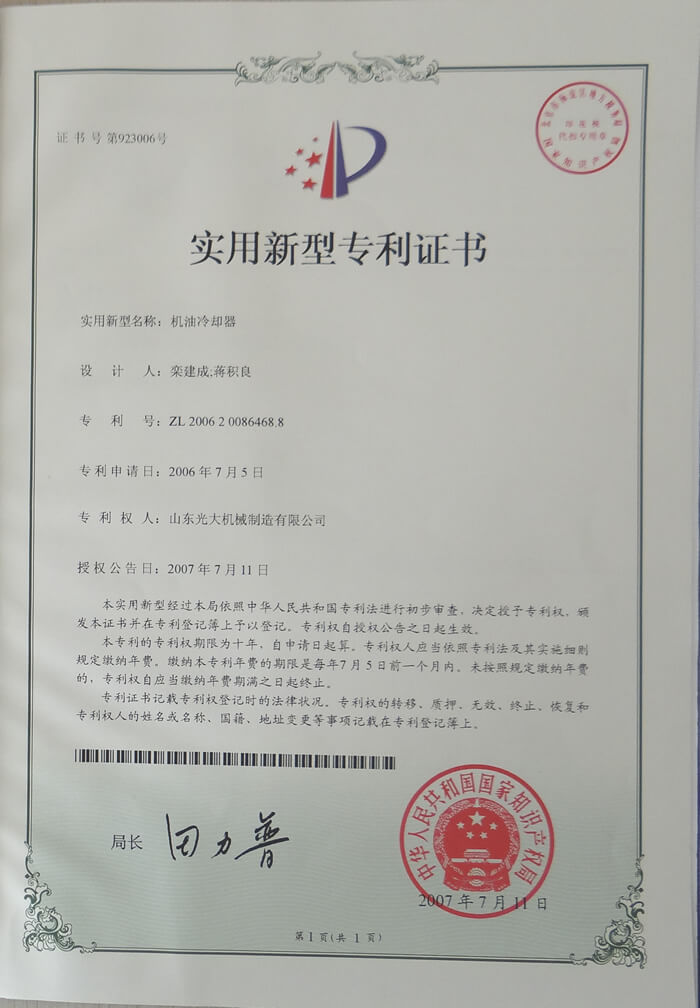 证书号第923006号
实用新型专利证书
实用新型名称：机油冷却器
设计人：栾建成;蒋积良
专利号：ZL 2006 2 0086468.8
专利申请日：2006年7月5日
专利权人：山东光大机械制造有限公司
授权公告日：2007年7月11日
本实用新型经过本局依照中华人民共和国专利法进行初步审查，决定授予专利权，颁
发本证书并在专利登记簿上予以登记。专利权自授权公告之日起生效。
本专利的专利权期限为十年，自申请日起算。专利权人应当依照专利法及其实施细则
规定缴纳年费。缴纳本专利年费的期限是每年7月5日前一个月内。未按照规定缴纳年费
的，专利权自应当缴纳年费期满之日起终止。
专利证书记载专利权登记时的法律状况。专利权的转移、质押、无效、终止、恢复和
专利权人的姓名或名称、国籍、地址变更等事项记载在专利登记簿上。
局长
田力普
中华人民共和国国家知识产权局
2007年7月11日
第1页(共1页)